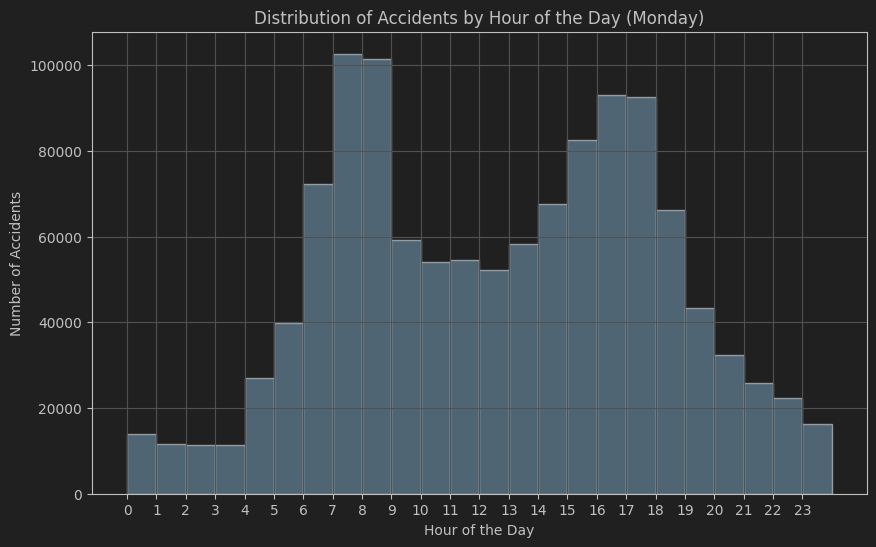 Distribution of Accidents by Hour of the Day (Monday)
Number of Accidents
100000
80000
60000
40000
20000
0
0 1 2 3 4 5 6 7 8 9 10 11 12 13 14 15 16 17 18 19 20 21 22 23
Hour of the Day